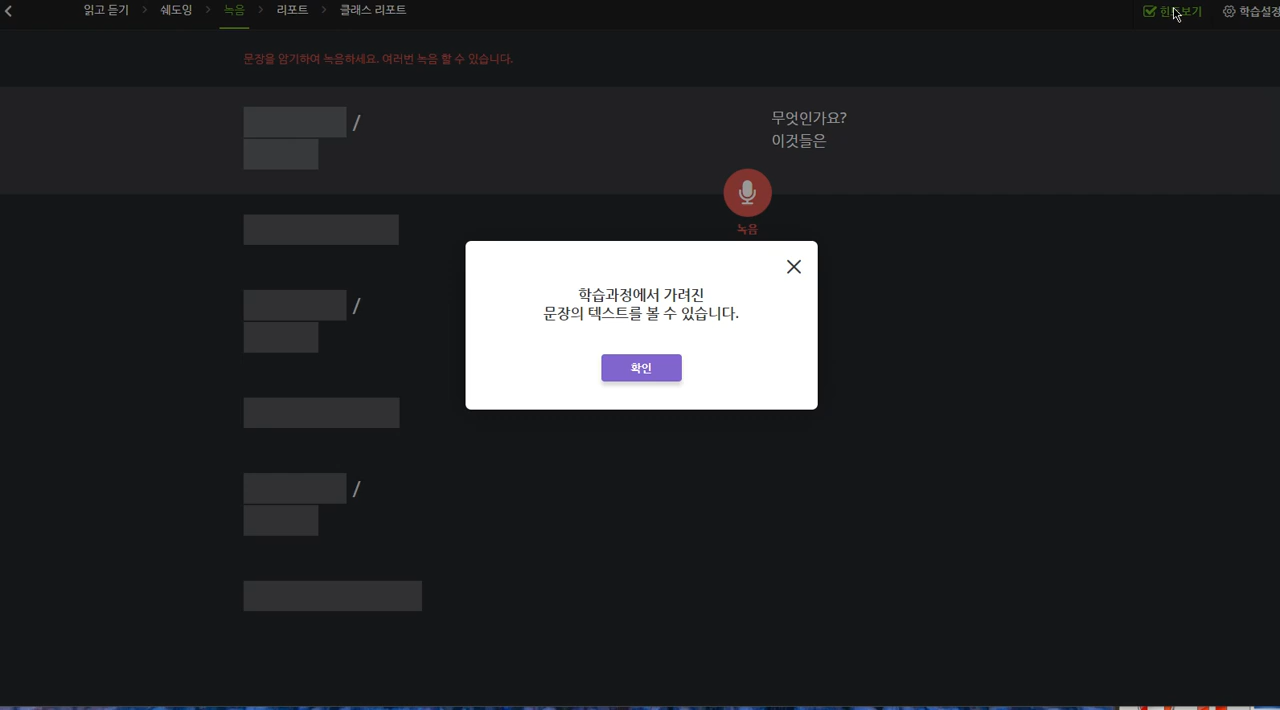 읽고 듣기 > 쉐도잉 > 녹음 > 리포트 > 클래스 리포트
힌트보기
학습설정
문장을 암기하여 녹음하세요. 여러번 녹음 할 수 있습니다.
/
무엇인가요?
이것들은
녹음
학습과정에서 가려진
문장의 텍스트를 볼 수 있습니다.
확인
/
/